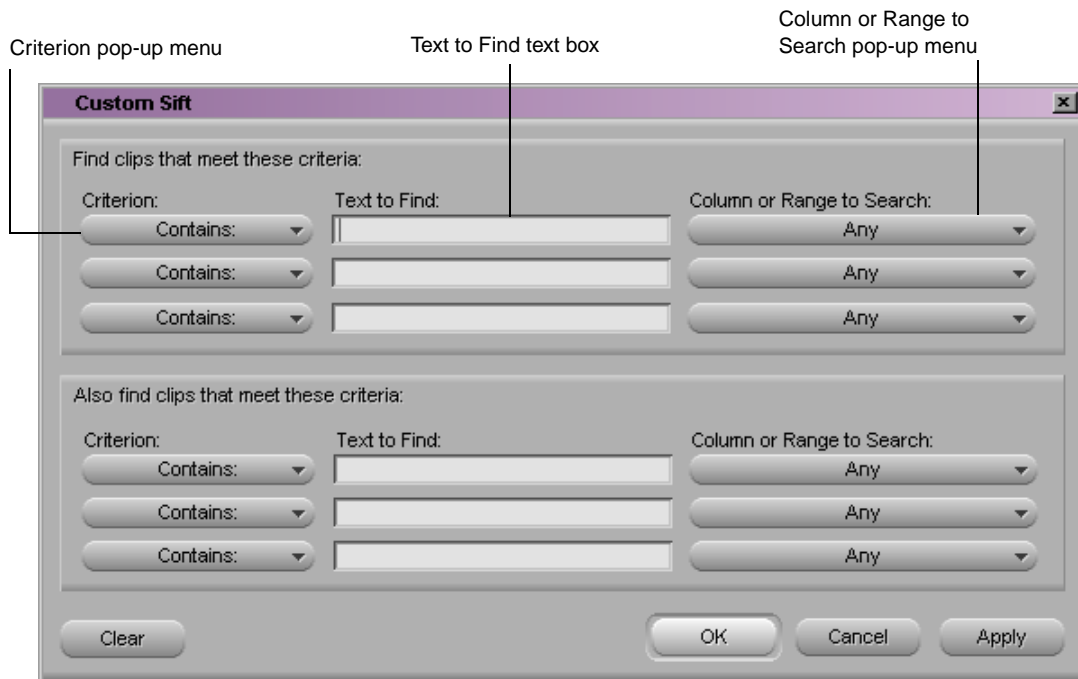 Criterion pop-up menu
Text to Find text box
Column or Range to
Search pop-up menu
Custom Sift
Find clips that meet these criteria:
Criterion: Text to Find: Column or Range to Search:
Contains: Any
Contains: Any
Contains: Any
Also find clips that meet these criteria:
Criterion: Text to Find: Column or Range to Search:
Contains: Any
Contains: Any
Contains: Any
Clear OK Cancel Apply